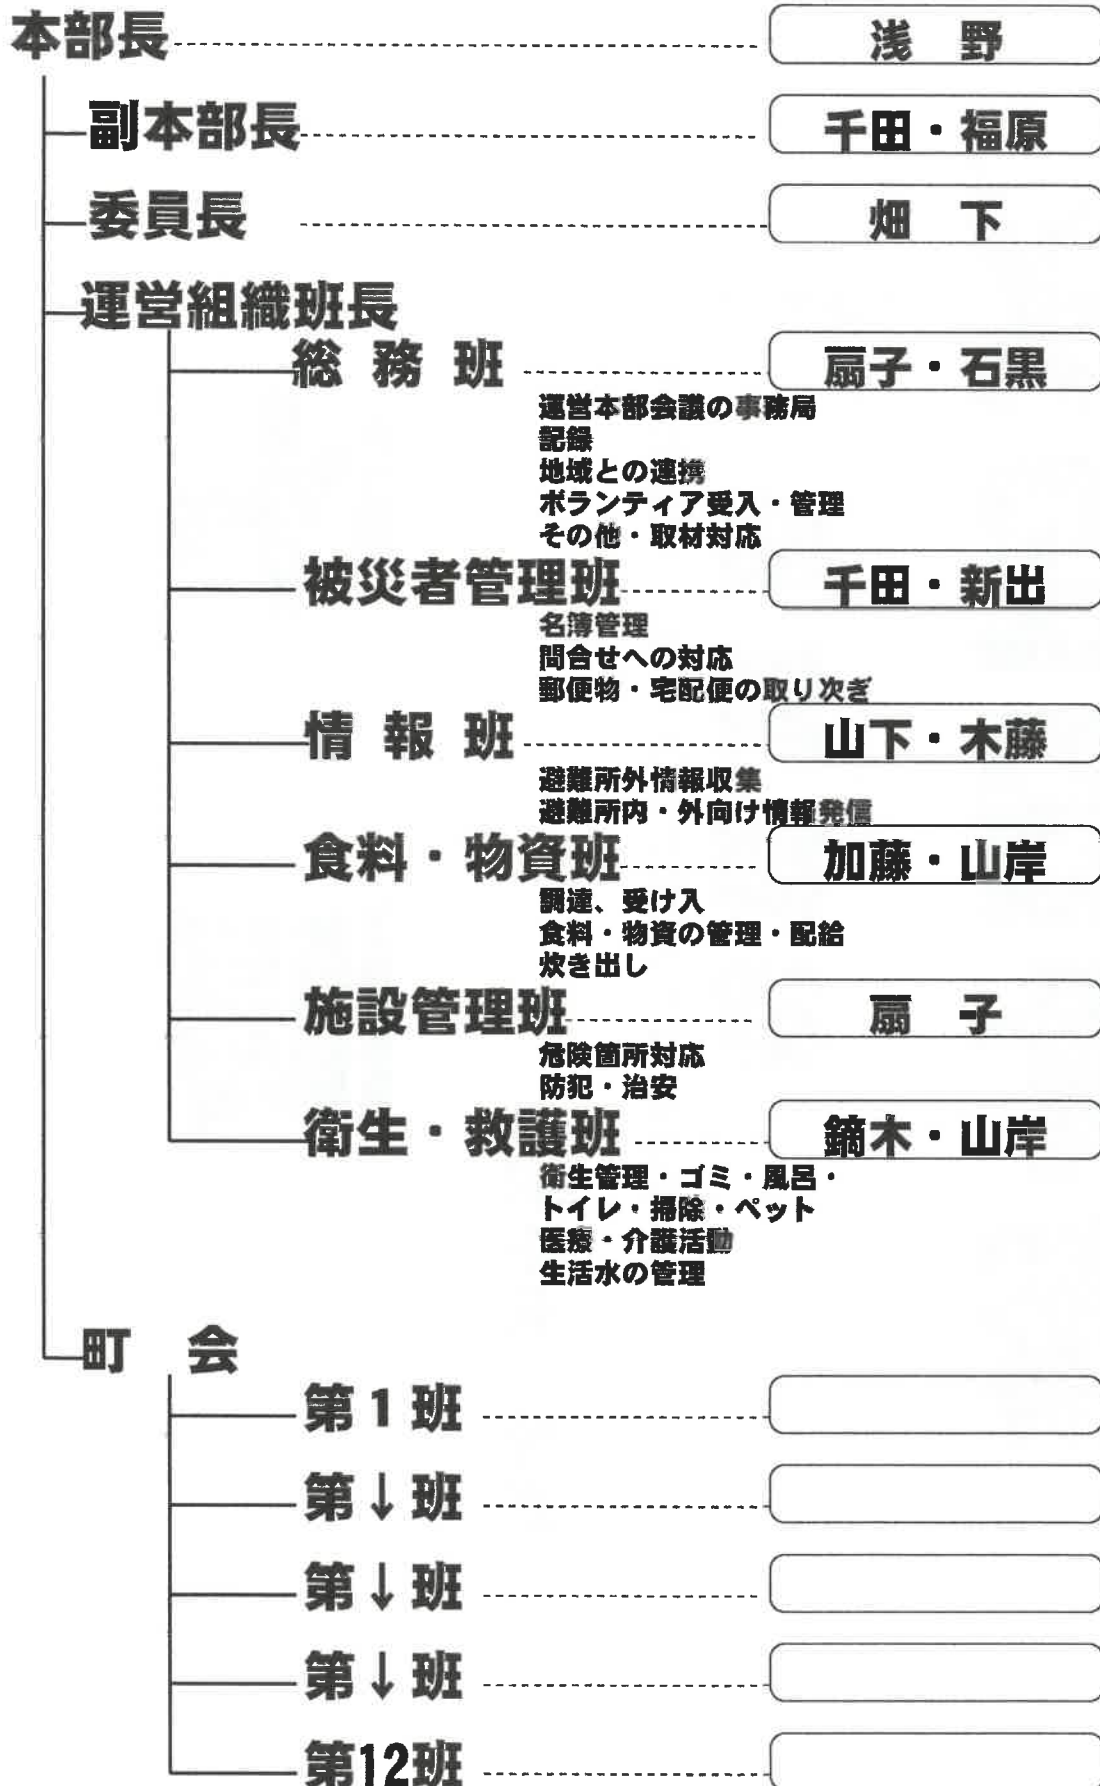 本部長 浅 野
副本部長 千田・福原
委員長 畑 下
運営組織班長
総 務 班 扇子・石黒
運営本部会議の事務局
記録
地域との連携
ボランティア受入・管理
その他・取材対応
被災者管理班 千田・新出
名簿管理
問合せへの対応
郵便物・宅配便の取り次ぎ
情 報 班 山下・木藤
避難所外情報収集
避難所内・外向け情報発信
食料・物資班 加藤・山岸
調達、受け入
食料・物資の管理・配給
炊き出し
施設管理班 扇 子
危険箇所対応
防犯・治安
衛生・救護班 鏑木・山岸
衛生管理・ゴミ・風呂・
トイレ・掃除・ペット
医療・介護活動
生活水の管理
町 会
第1班
第↓班
第↓班
第↓班
第12班